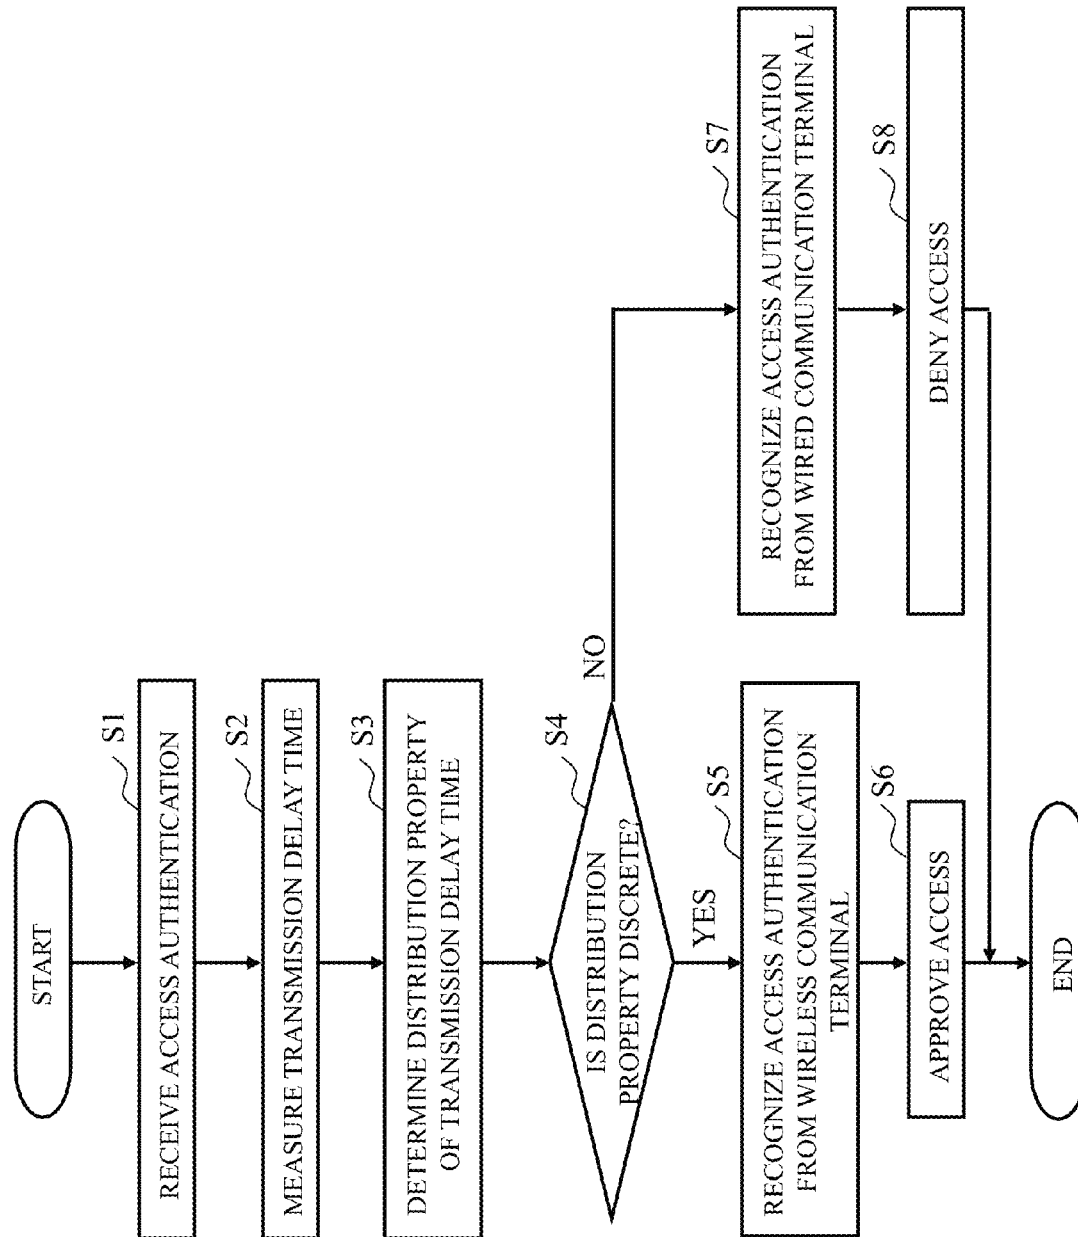 START
S1
RECEIVE ACCESS AUTHENTICATION
S2
MEASURE TRANSMISSION DELAY TIME
S3
DETERMINE DISTRIBUTION PROPERTY
OF TRANSMISSION DELAY TIME
S4
IS DISTRIBUTION
PROPERTY DISCRETE?
NO
YES
S5
RECOGNIZE ACCESS AUTHENTICATION
FROM WIRELESS COMMUNICATION
TERMINAL
S6
APPROVE ACCESS
S7
RECOGNIZE ACCESS AUTHENTICATION
FROM WIRED COMMUNICATION TERMINAL
S8
DENY ACCESS
END